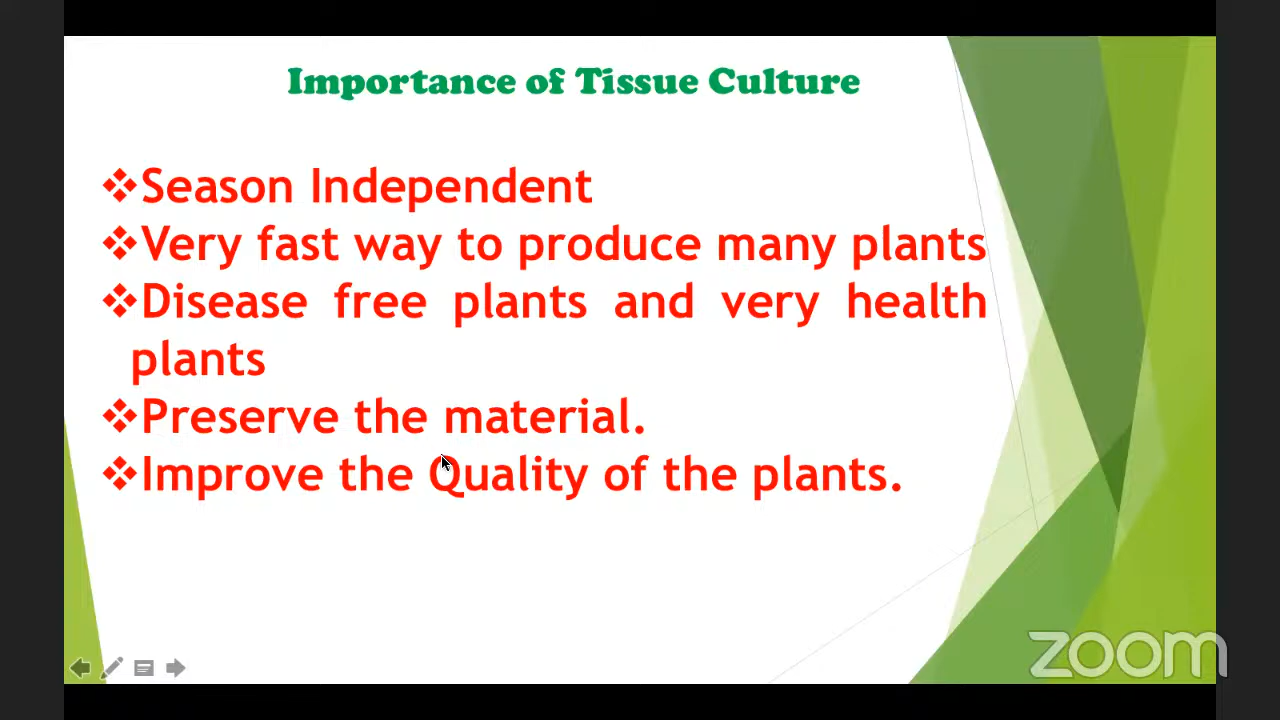 Importance of Tissue Culture
❖Season Independent
❖Very fast way to produce many plants
❖Disease free plants and very health
plants
❖Preserve the material.
❖Improve the Quality of the plants.
zoom